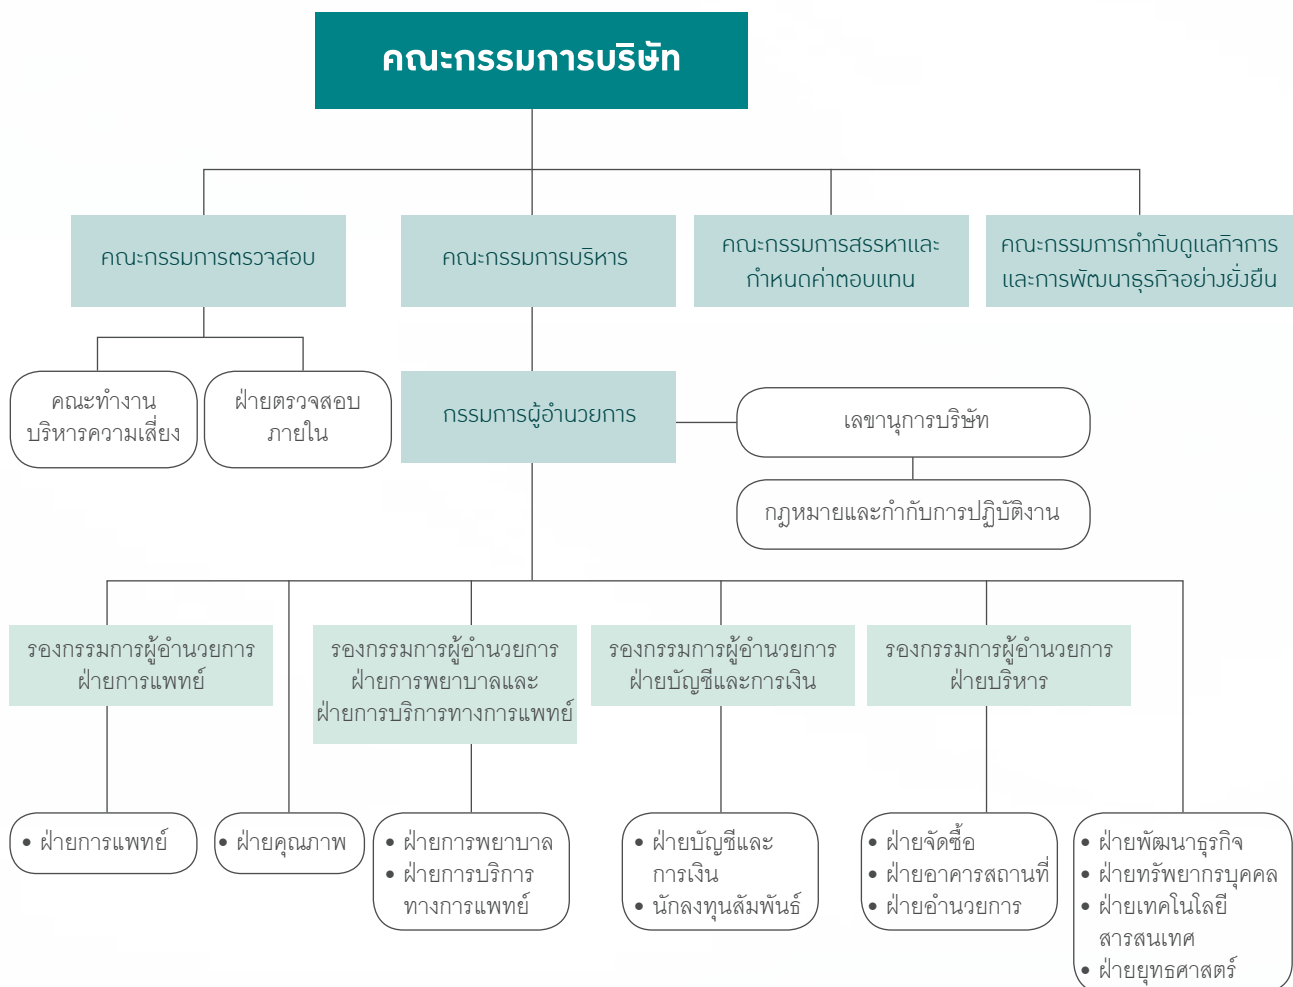 คณะกรรมการบริษัท
คณะกรรมการตรวจสอบ
คณะกรรมการบริหาร
คณะกรรมการสรรหาและ
กำหนดค่าตอบแทน
คณะกรรมการกำกับดูแลกิจการ
และการพัฒนาธุรกิจอย่างยั่งยืน
คณะทำงาน
บริหารความเสี่ยง
ฝ่ายตรวจสอบ
ภายใน
กรรมการผู้อำนวยการ
เลขานุการบริษัท
กฎหมายและกำกับการปฏิบัติงาน
รองกรรมการผู้อำนวยการ
ฝ่ายการแพทย์
รองกรรมการผู้อำนวยการ
ฝ่ายการพยาบาลและ
ฝ่ายการบริการทางการแพทย์
รองกรรมการผู้อำนวยการ
ฝ่ายบัญชีและการเงิน
รองกรรมการผู้อำนวยการ
ฝ่ายบริหาร
• ฝ่ายการแพทย์
• ฝ่ายคุณภาพ
• ฝ่ายการพยาบาล
• ฝ่ายการบริการ
ทางการแพทย์
• ฝ่ายบัญชีและ
การเงิน
• นักลงทุนสัมพันธ์
• ฝ่ายจัดซื้อ
• ฝ่ายอาคารสถานที่
• ฝ่ายอำนวยการ
• ฝ่ายพัฒนาธุรกิจ
• ฝ่ายทรัพยากรบุคคล
• ฝ่ายเทคโนโลยี
สารสนเทศ
• ฝ่ายยุทธศาสตร์